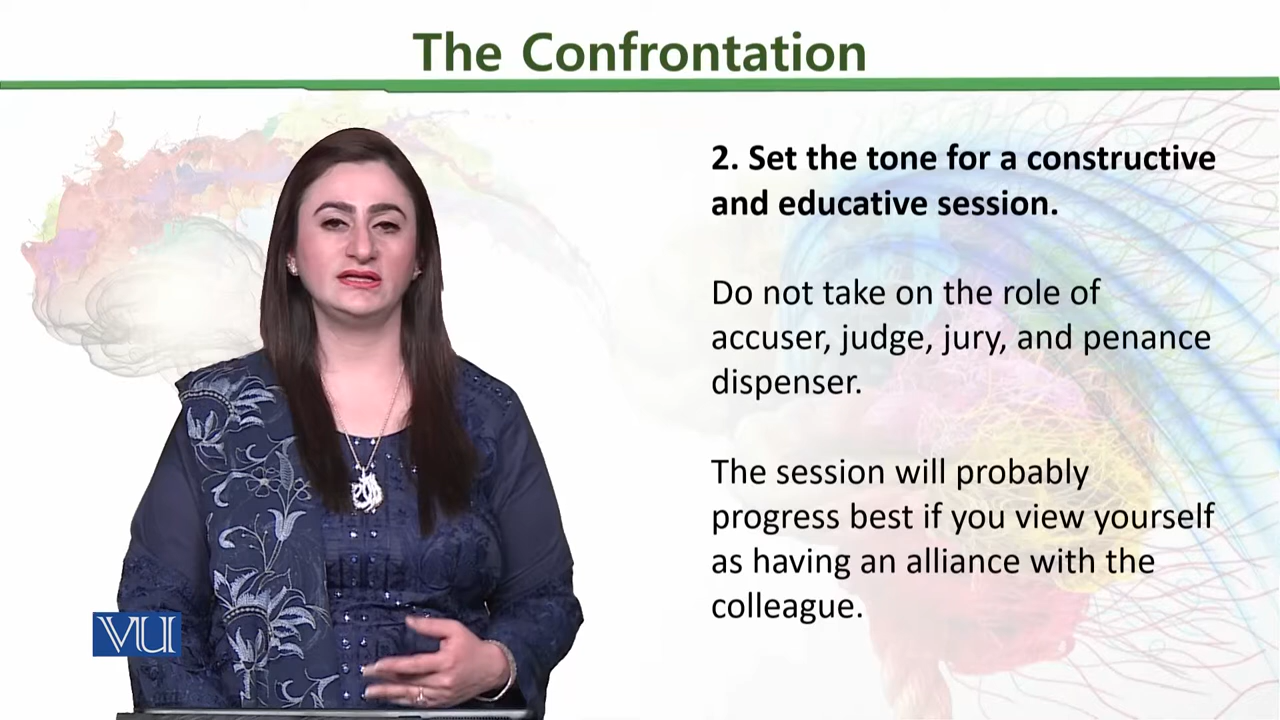 The Confrontation
2. Set the tone for a constructive
and educative session.
Do not take on the role of
accuser, judge, jury, and penance
dispenser.
The session will probably
progress best if you view yourself
as having an alliance with the
colleague.
VU